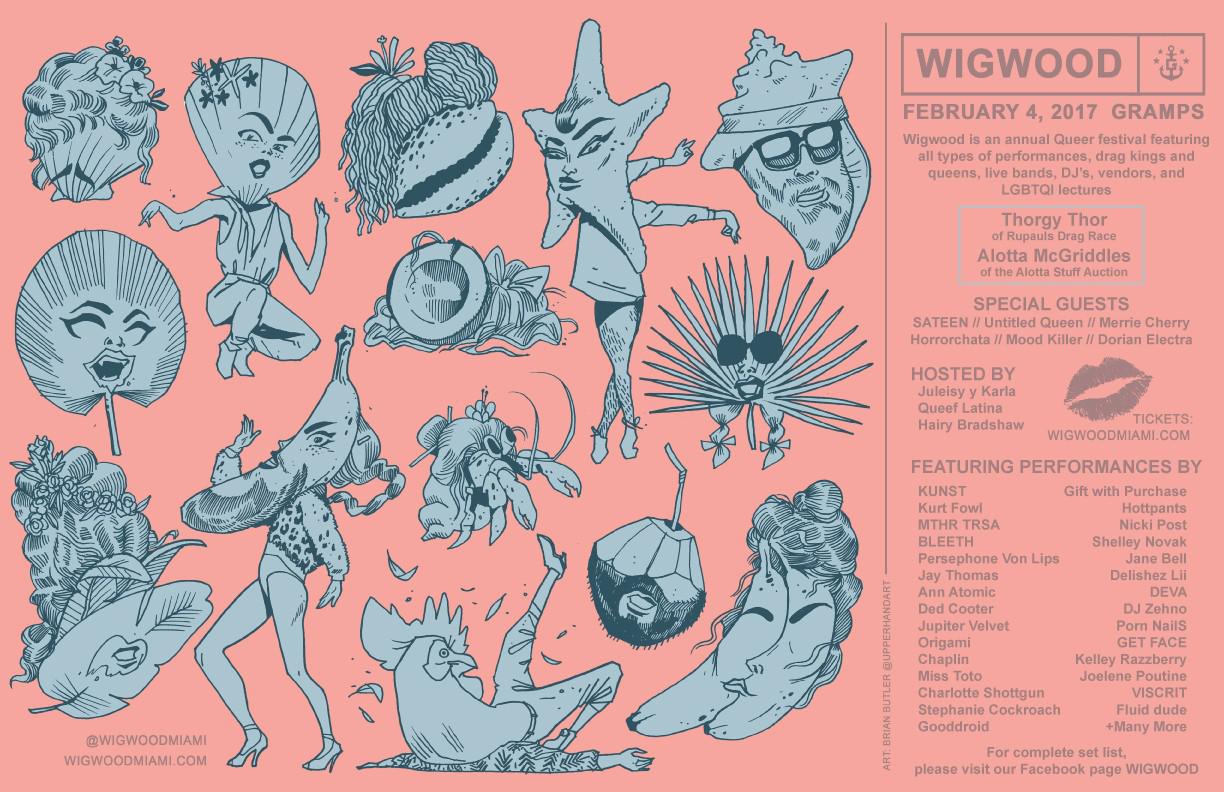 WIGWOOD
G
FEBRUARY 4, 2017 GRAMPS
Wigwood is an annual Queer festival featuring
all types of performances, drag kings and
queens, live bands, DJ's, vendors, and
LGBTQI lectures
Thorgy Thor
of Rupauls Drag Race
Alotta McGriddles
of the Alotta Stuff Auction
SPECIAL GUESTS
SATEEN // Untitled Queen // Merrie Cherry
Horrorchata // Mood Killer // Dorian Electra
HOSTED BY
Juleisy y Karla
Queef Latina
Hairy Bradshaw
TICKETS:
WIGWOODMIAMI.COM
FEATURING PERFORMANCES BY
KUNST
Kurt Fowl
MTHR TRSA
BLEETH
Persephone Von Lips
Jay Thomas
Ann Atomic
Ded Cooter
Jupiter Velvet
Origami
Chaplin
Miss Toto
Charlotte Shottgun
Stephanie Cockroach
Gooddroid
Gift with Purchase
Hottpants
Nicki Post
Shelley Novak
Jane Bell
Delishez Lii
DEVA
DJ Zehno
Porn NailS
GET FACE
Kelley Razzberry
Joelene Poutine
VISCRIT
Fluid dude
+Many More
For complete set list,
please visit our Facebook page WIGWOOD
ART: BRIAN BUTLER @UPPERHANDART
@WIGWOODMIAMI
WIGWOODMIAMI.COM